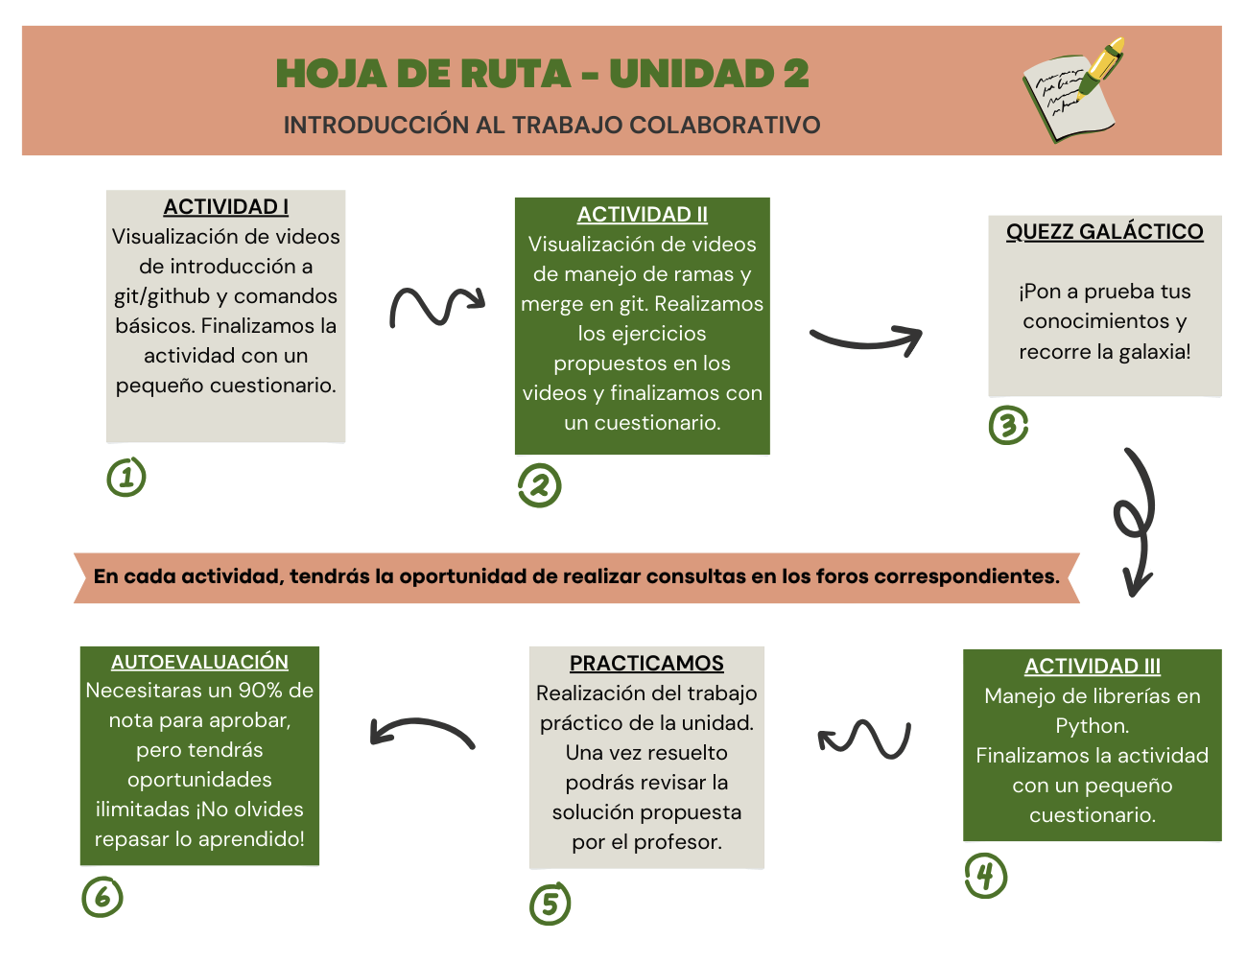 HOJA DE RUTA - UNIDAD 2
INTRODUCCIÓN AL TRABAJO COLABORATIVO
ACTIVIDAD I
Visualización de videos
de introducción a
git/github y comandos
básicos. Finalizamos la
actividad con un
pequeño cuestionario.
1
ACTIVIDAD II
Visualización de videos
de manejo de ramas y
merge en git. Realizamos
los ejercicios
propuestos en los
videos y finalizamos con
un cuestionario.
2
QUEZZ GALÁCTICO
¡Pon a prueba tus
conocimientos y
recorre la galaxia!
3
En cada actividad, tendrás la oportunidad de realizar consultas en los foros correspondientes.
ACTIVIDAD III
Manejo de librerías en
Python.
Finalizamos la actividad
con un pequeño
cuestionario.
4
PRACTICAMOS
Realización del trabajo
práctico de la unidad.
Una vez resuelto
podrás revisar la
solución propuesta
por el profesor.
5
AUTOEVALUACIÓN
Necesitaras un 90% de
nota para aprobar,
pero tendrás
oportunidades
ilimitadas ¡No olvides
repasar lo aprendido!
6